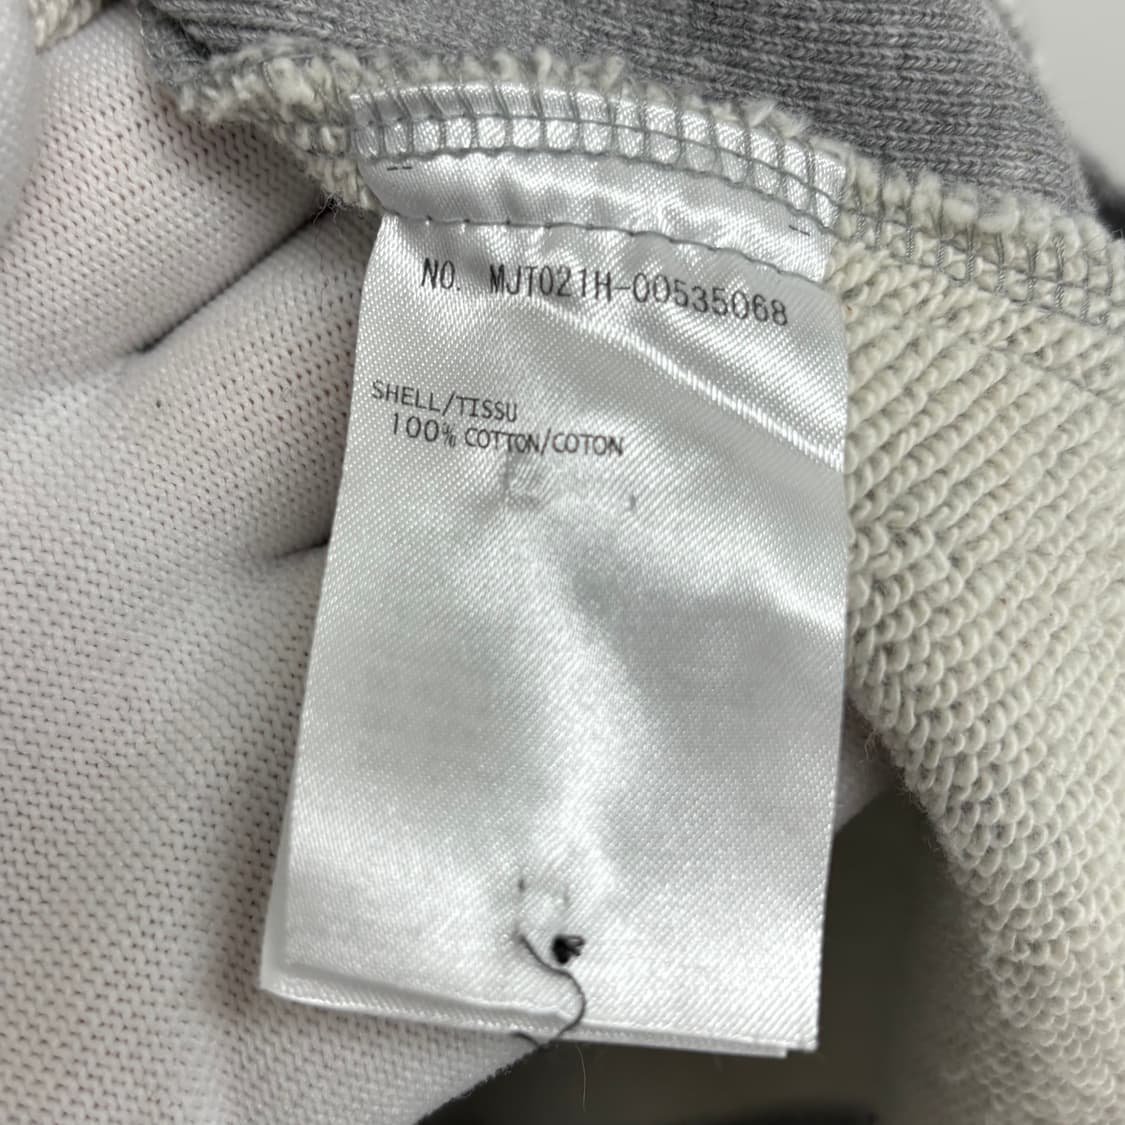 NO. MJT021H-00535068
SHELL/TISSU
100% COTTON/COTON